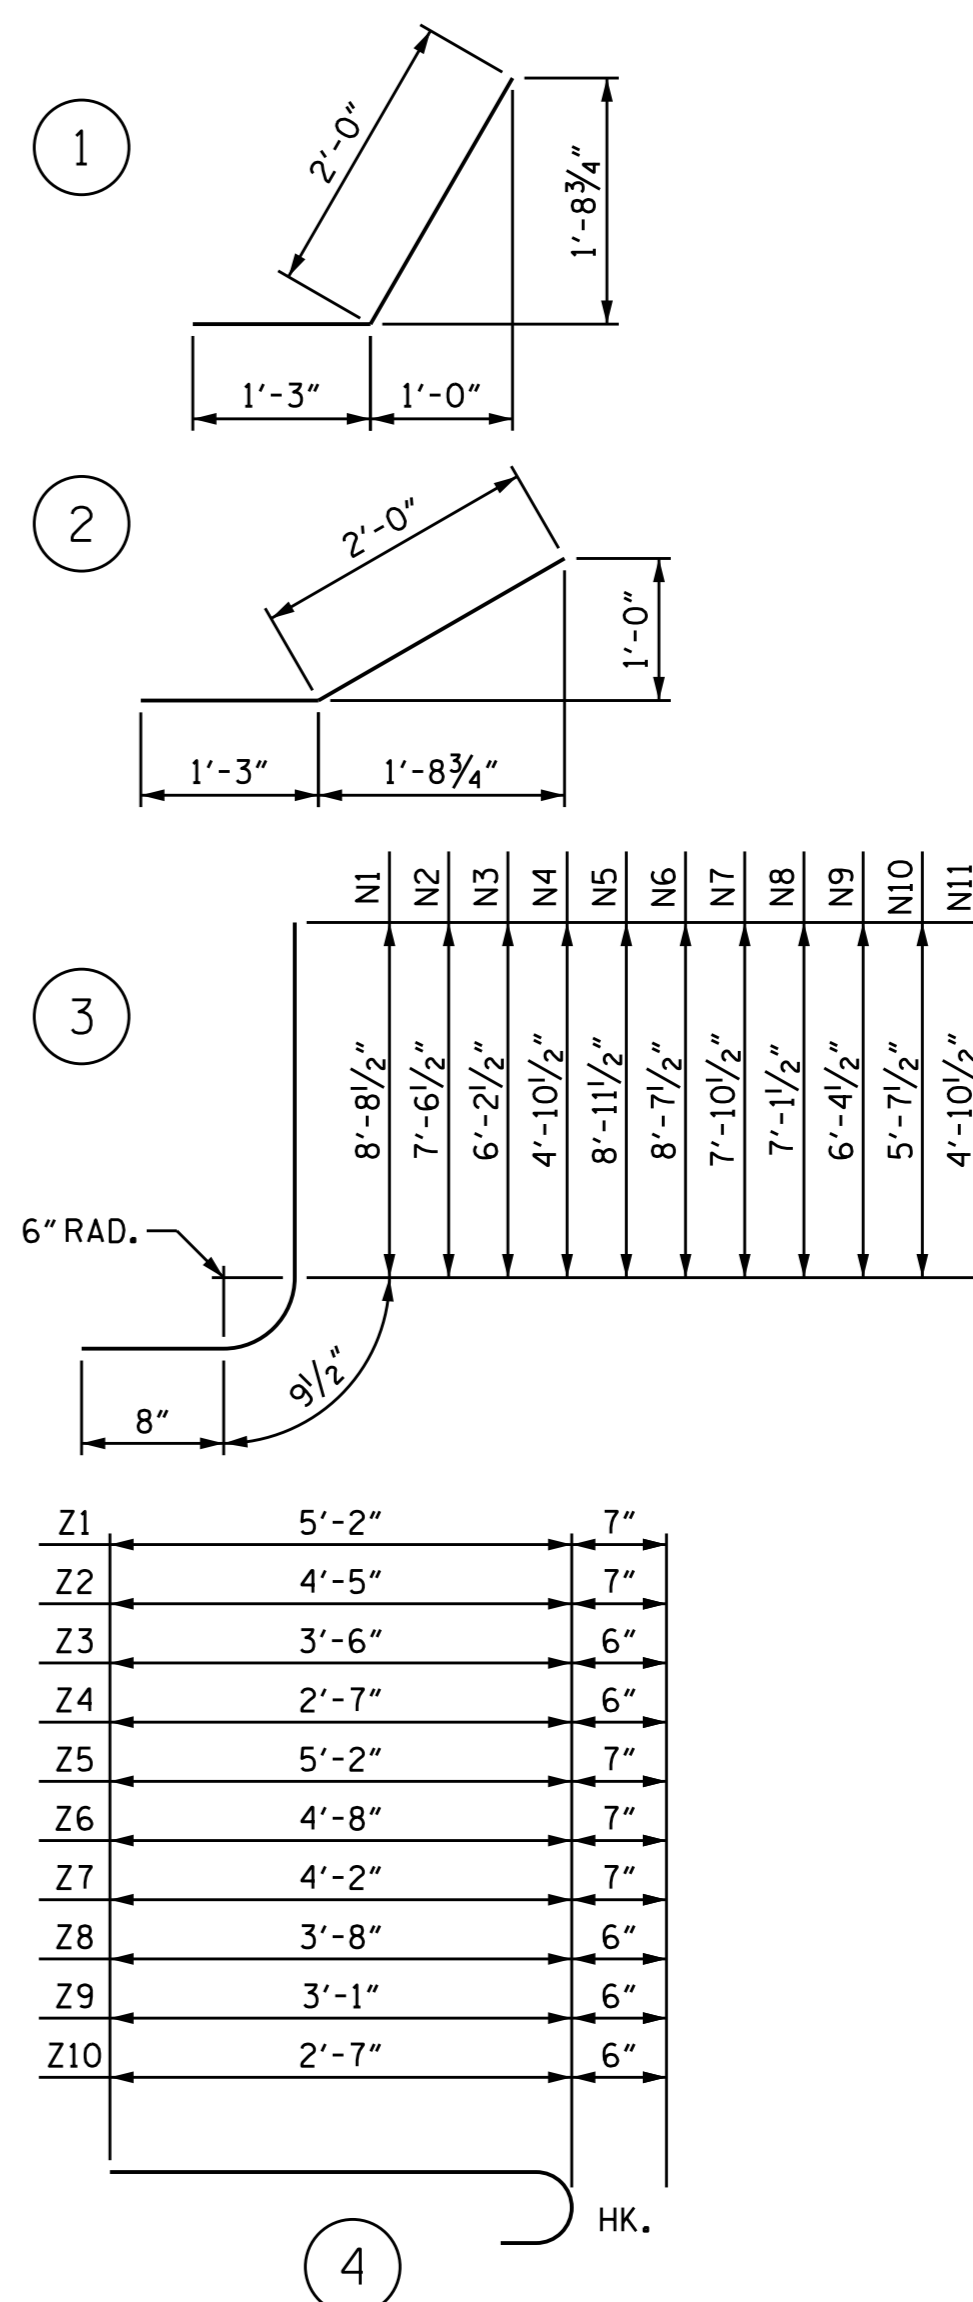 1
2′-0″
1′-8¾″
1′-3″ 1′-0″
2
2′-0″
1′-0″
1′-3″ 1′-8¾″
N1 N2 N3 N4 N5 N6 N7 N8 N9 N10 N11
3
8′-8½″ 7′-6½″ 6′-2½″ 4′-10½″ 8′-11½″ 8′-7½″ 7′-10½″ 7′-1½″ 6′-4½″ 5′-7½″ 4′-10½″
6″ RAD.
9½″
8″
Z1 5′-2″ 7″
Z2 4′-5″ 7″
Z3 3′-6″ 6″
Z4 2′-7″ 6″
Z5 5′-2″ 7″
Z6 4′-8″ 7″
Z7 4′-2″ 7″
Z8 3′-8″ 6″
Z9 3′-1″ 6″
Z10 2′-7″ 6″
HK.
4